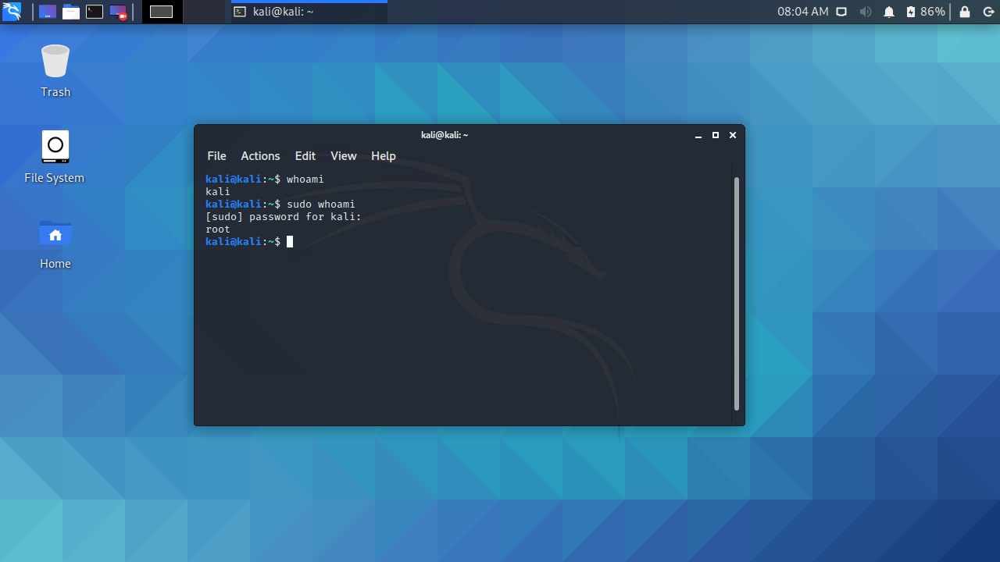 kali@kali: ~
08:04 AM
86%
Trash
File System
Home
kali@kali: ~
File Actions Edit View Help
kali@kali:~$ whoami
kali
kali@kali:~$ sudo whoami
[sudo] password for kali:
root
kali@kali:~$